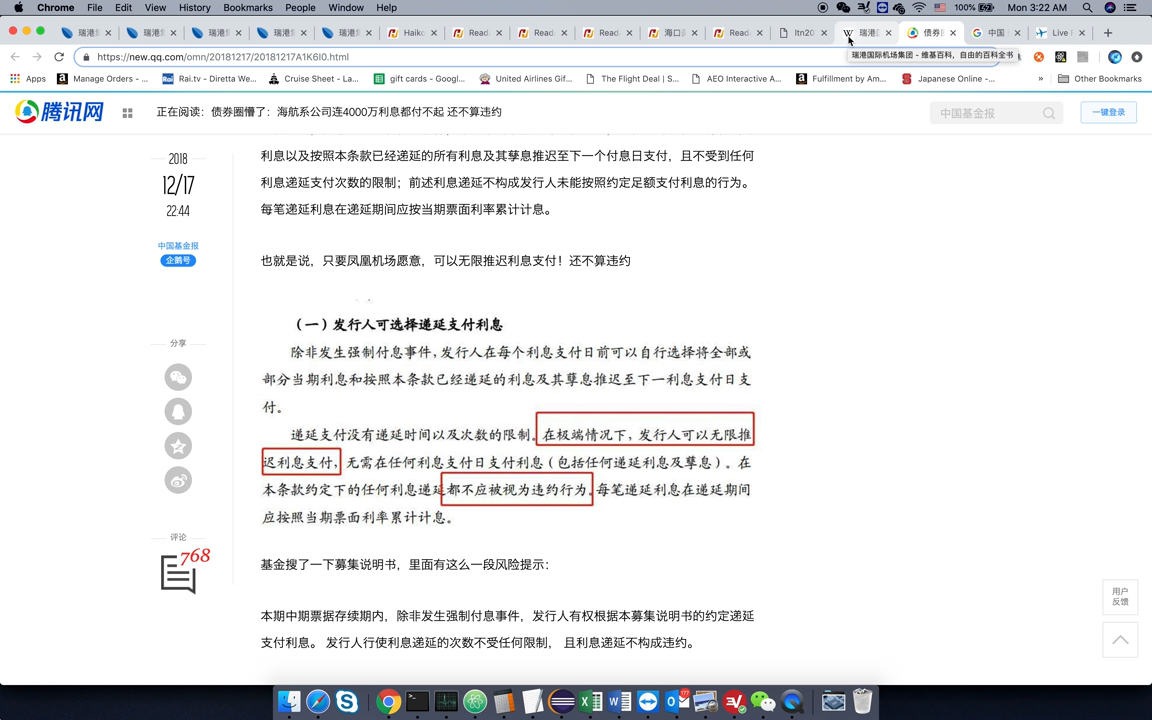 Chrome File Edit View History Bookmarks People Window Help 100% Mon 3:22 AM
瑞港 瑞港 瑞港 瑞港 瑞港 Haiko Read Read Read 海口 Read ltn20 瑞港 债券 中国 Live
https://new.qq.com/omn/20181217/20181217A1K6I0.html
瑞港国际机场集团 - 维基百科，自由的百科全书
Apps Manage Orders - ... Rai.tv - Diretta We... Cruise Sheet - La... gift cards - Googl... United Airlines Gif... The Flight Deal | S... AEO Interactive A... Fulfillment by Am... Japanese Online -... » Other Bookmarks
腾讯网 正在阅读：债券圈懵了：海航系公司连4000万利息都付不起 还不算违约 中国基金报 一键登录
2018
12/17
22:44
中国基金报
企鹅号
分享
评论
768
利息以及按照本条款已经递延的所有利息及其孳息推迟至下一个付息日支付，且不受到任何
利息递延支付次数的限制；前述利息递延不构成发行人未能按照约定足额支付利息的行为。
每笔递延利息在递延期间应按当期票面利率累计计息。
也就是说，只要凤凰机场愿意，可以无限推迟利息支付！还不算违约
（一）发行人可选择递延支付利息
除非发生强制付息事件，发行人在每个利息支付日前可以自行选择将全部或
部分当期利息和按照本条款已经递延的利息及其孳息推迟至下一利息支付日支
付。
递延支付没有递延时间以及次数的限制。在极端情况下，发行人可以无限推
迟利息支付，无需在任何利息支付日支付利息（包括任何递延利息及孳息）。在
本条款约定下的任何利息递延都不应被视为违约行为。每笔递延利息在递延期间
应按照当期票面利率累计计息。
基金搜了一下募集说明书，里面有这么一段风险提示：
本期中期票据存续期内，除非发生强制付息事件，发行人有权根据本募集说明书的约定递延
支付利息。 发行人行使利息递延的次数不受任何限制， 且利息递延不构成违约。
用户
反馈